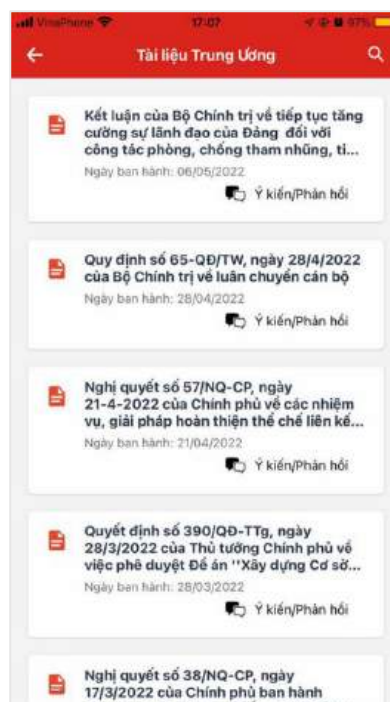 VinaPhone 17:07 97%
Tài liệu Trung Ương
Kết luận của Bộ Chính trị về tiếp tục tăng
cường sự lãnh đạo của Đảng đối với
công tác phòng, chống tham nhũng, ti...
Ngày ban hành: 06/05/2022
Ý kiến/Phản hồi
Quy định số 65-QĐ/TW, ngày 28/4/2022
của Bộ Chính trị về luân chuyển cán bộ
Ngày ban hành: 28/04/2022
Ý kiến/Phản hồi
Nghị quyết số 57/NQ-CP, ngày
21-4-2022 của Chính phủ về các nhiệm
vụ, giải pháp hoàn thiện thể chế liên kế...
Ngày ban hành: 21/04/2022
Ý kiến/Phản hồi
Quyết định số 390/QĐ-TTg, ngày
28/3/2022 của Thủ tướng Chính phủ về
việc phê duyệt Đề án ''Xây dựng Cơ sở...
Ngày ban hành: 28/03/2022
Ý kiến/Phản hồi
Nghị quyết số 38/NQ-CP, ngày
17/3/2022 của Chính phủ ban hành